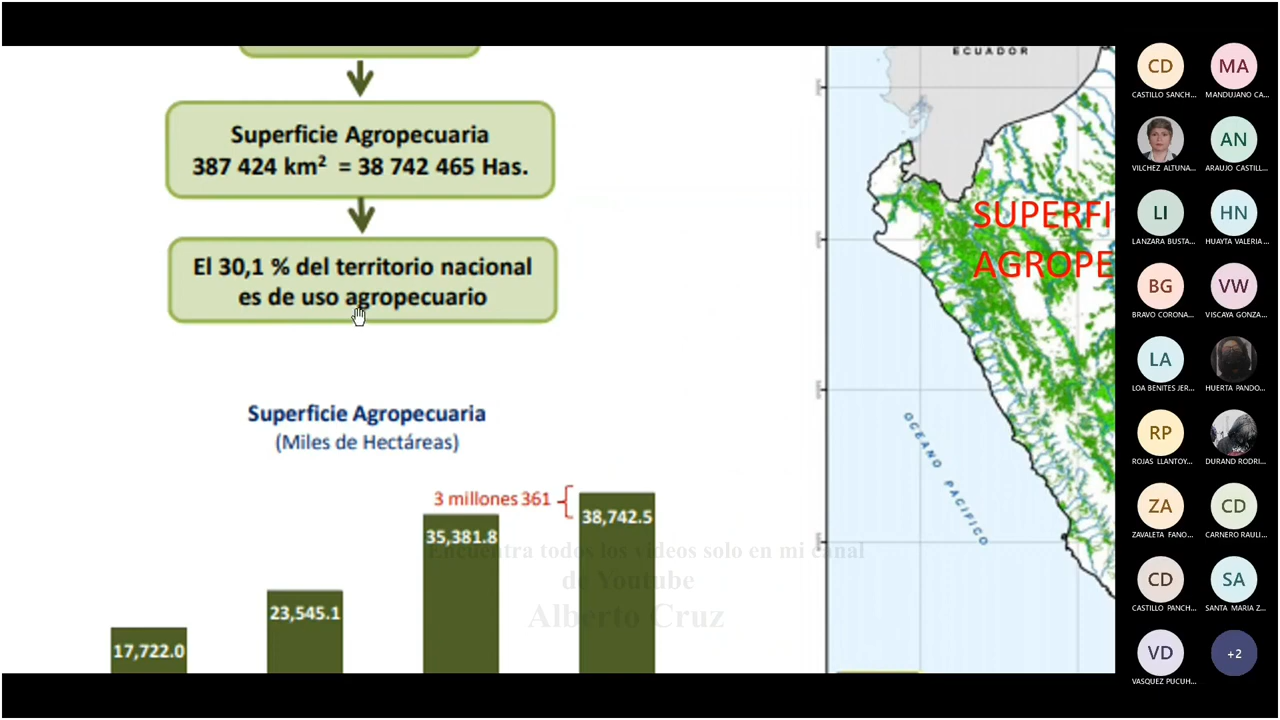 Superficie Agropecuaria
387 424 km² = 38 742 465 Has.
El 30,1 % del territorio nacional
es de uso agropecuario
Superficie Agropecuaria
(Miles de Hectáreas)
3 millones 361
38,742.5
35,381.8
23,545.1
17,722.0
Encuentra todos los videos solo en mi canal
de Youtube
Alberto Cruz
ECUADOR
SUPERFI
AGROPE
OCEANO PACIFICO
CD
CASTILLO SANCH...
MA
MANDUJANO CA...
VILCHEZ ALTUNA...
AN
ARAUJO CASTILL...
LI
LANZARA BUSTA...
HN
HUAYTA VALERIA ...
BG
BRAVO CORONA...
VW
VISCAYA GONZA...
LA
LOA BENITES JER...
HUERTA PANDO...
RP
ROJAS LLANTOY...
DURAND RODRI...
ZA
ZAVALETA FANO...
CD
CARNERO RAULI...
CD
CASTILLO PANCH...
SA
SANTA MARIA Z...
VD
VASQUEZ PUCUH...
+2